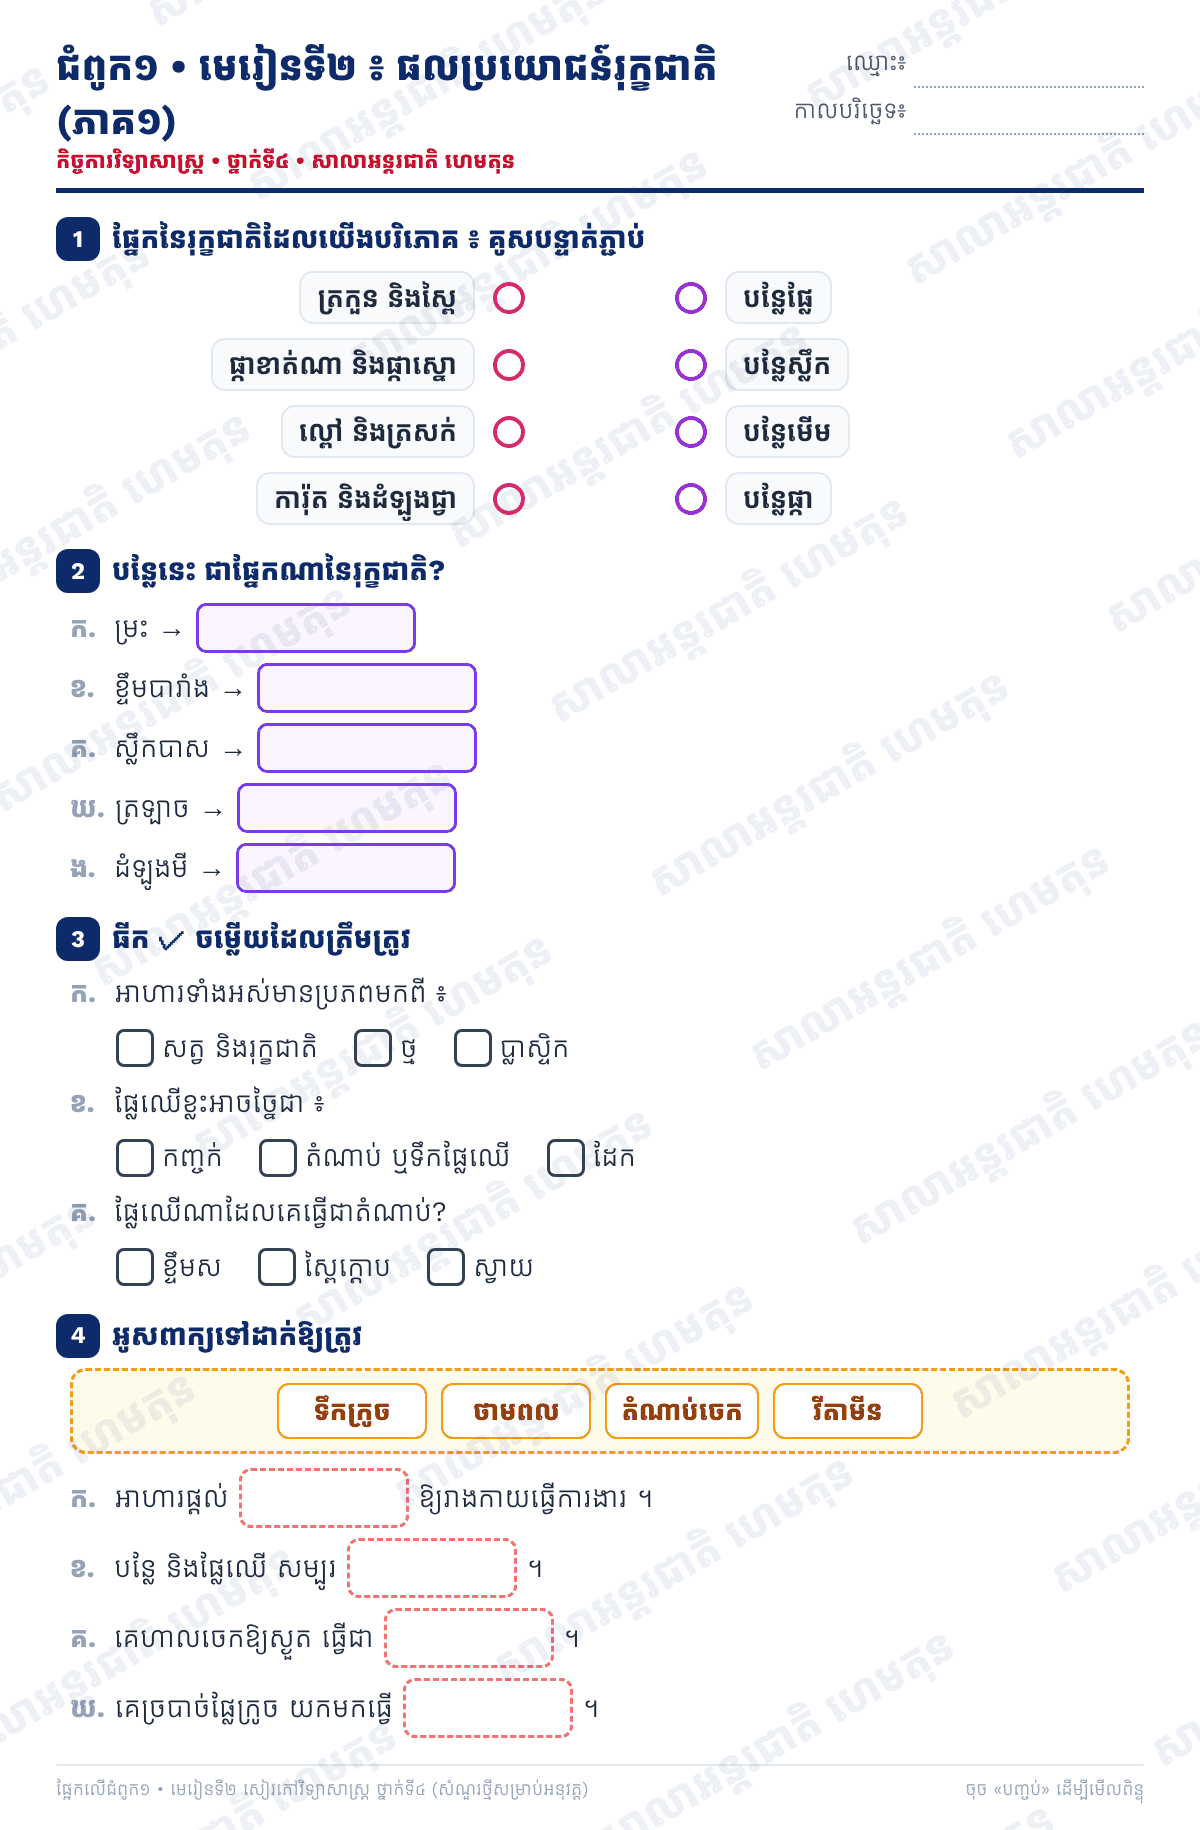 ជំពូក១ • មេរៀនទី២ ៖ ផលប្រយោជន៍រុក្ខជាតិ
(ភាគ១)
ឈ្មោះ៖
កាលបរិច្ឆេទ៖
កិច្ចការវិទ្យាសាស្ត្រ • ថ្នាក់ទី៤ • សាលាអន្តរជាតិ ហេមតុន
1 ផ្នែកនៃរុក្ខជាតិដែលយើងបរិភោគ ៖ គូសបន្ទាត់ភ្ជាប់
ត្រកួន និងស្ពៃ បន្លែផ្លែ
ផ្កាខាត់ណា និងផ្កាស្នោ បន្លែស្លឹក
ល្ពៅ និងត្រសក់ បន្លែមើម
ការ៉ុត និងដំឡូងជ្វា បន្លែផ្កា
2 បន្លែនេះ ជាផ្នែកណានៃរុក្ខជាតិ?
ក. ម្រះ →
ខ. ខ្ទឹមបារាំង →
គ. ស្លឹកបាស →
ឃ. ត្រឡាច →
ង. ដំឡូងមី →
3 ធីក ✓ ចម្លើយដែលត្រឹមត្រូវ
ក. អាហារទាំងអស់មានប្រភពមកពី ៖
សត្វ និងរុក្ខជាតិ ថ្ម ប្លាស្ទិក
ខ. ផ្លែឈើខ្លះអាចច្នៃជា ៖
កញ្ចក់ តំណាប់ ឬទឹកផ្លែឈើ ដែក
គ. ផ្លែឈើណាដែលគេធ្វើជាតំណាប់?
ខ្ទឹមស ស្ពៃក្តោប ស្វាយ
4 អូសពាក្យទៅដាក់ឱ្យត្រូវ
ទឹកក្រូច ថាមពល តំណាប់ចេក វីតាមីន
ក. អាហារផ្តល់ ឱ្យរាងកាយធ្វើការងារ ។
ខ. បន្លែ និងផ្លែឈើ សម្បូរ ។
គ. គេហាលចេកឱ្យស្ងួត ធ្វើជា ។
ឃ. គេច្របាច់ផ្លែក្រូច យកមកធ្វើ ។
ផ្អែកលើជំពូក១ • មេរៀនទី២ សៀវភៅវិទ្យាសាស្ត្រ ថ្នាក់ទី៤ (សំណួរថ្មីសម្រាប់អនុវត្ត)
ចុច «បញ្ចប់» ដើម្បីមើលពិន្ទុ